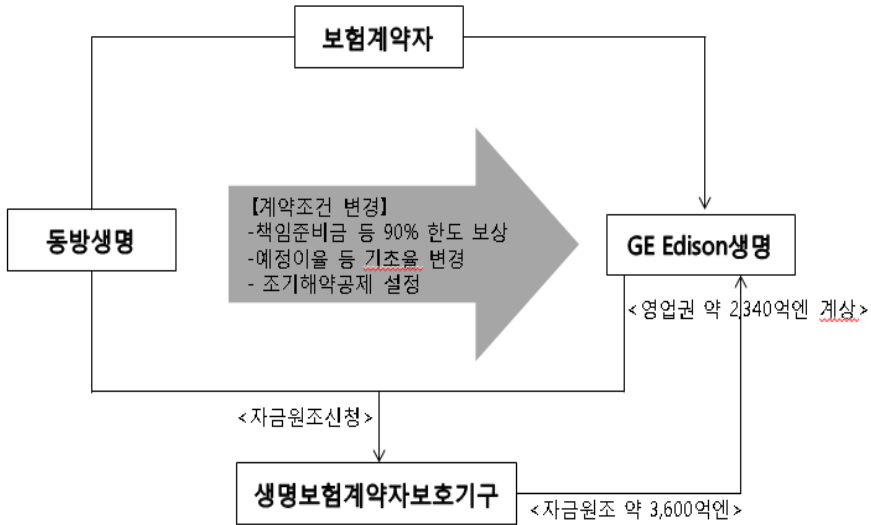 보험계약자
【계약조건 변경】
-책임준비금 등 90% 한도 보상
-예정이율 등 기초율 변경
- 조기해약공제 설정
동방생명
GE Edison생명
<영업권 약 2,340억엔 계상>
<자금원조신청>
생명보험계약자보호기구
<자금원조 약 3,600억엔>